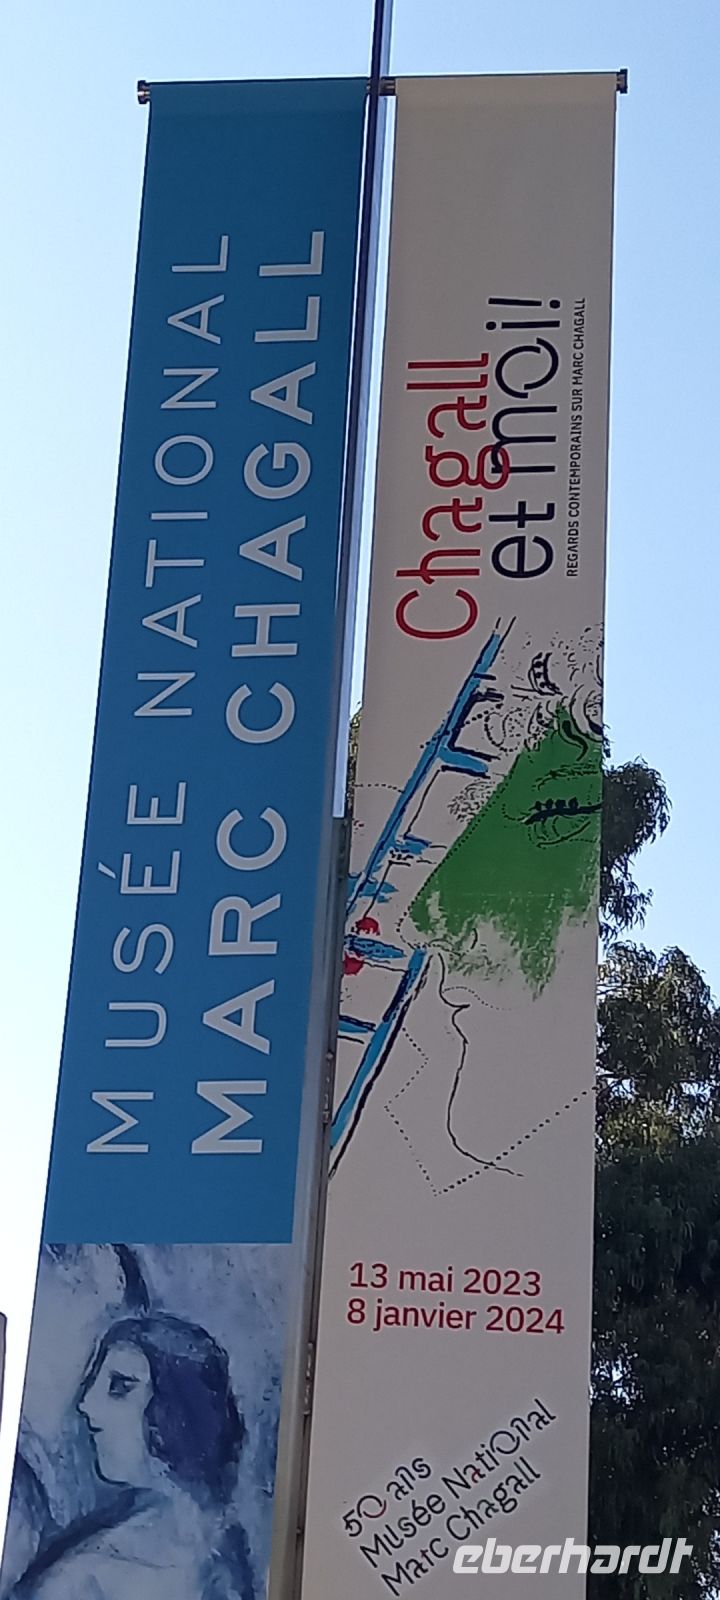 MUSÉE NATIONAL
MARC CHAGALL
Chagall
et moi!
REGARDS CONTEMPORAINS SUR MARC CHAGALL
13 mai 2023
8 janvier 2024
50 ans
Musée National
Marc Chagall
eberhardt